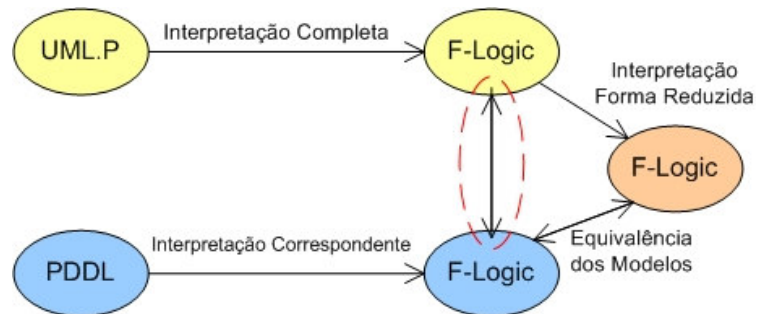 UML.P
Interpretação Completa
F-Logic
Interpretação
Forma Reduzida
F-Logic
PDDL
Interpretação Correspondente
F-Logic
Equivalência
dos Modelos